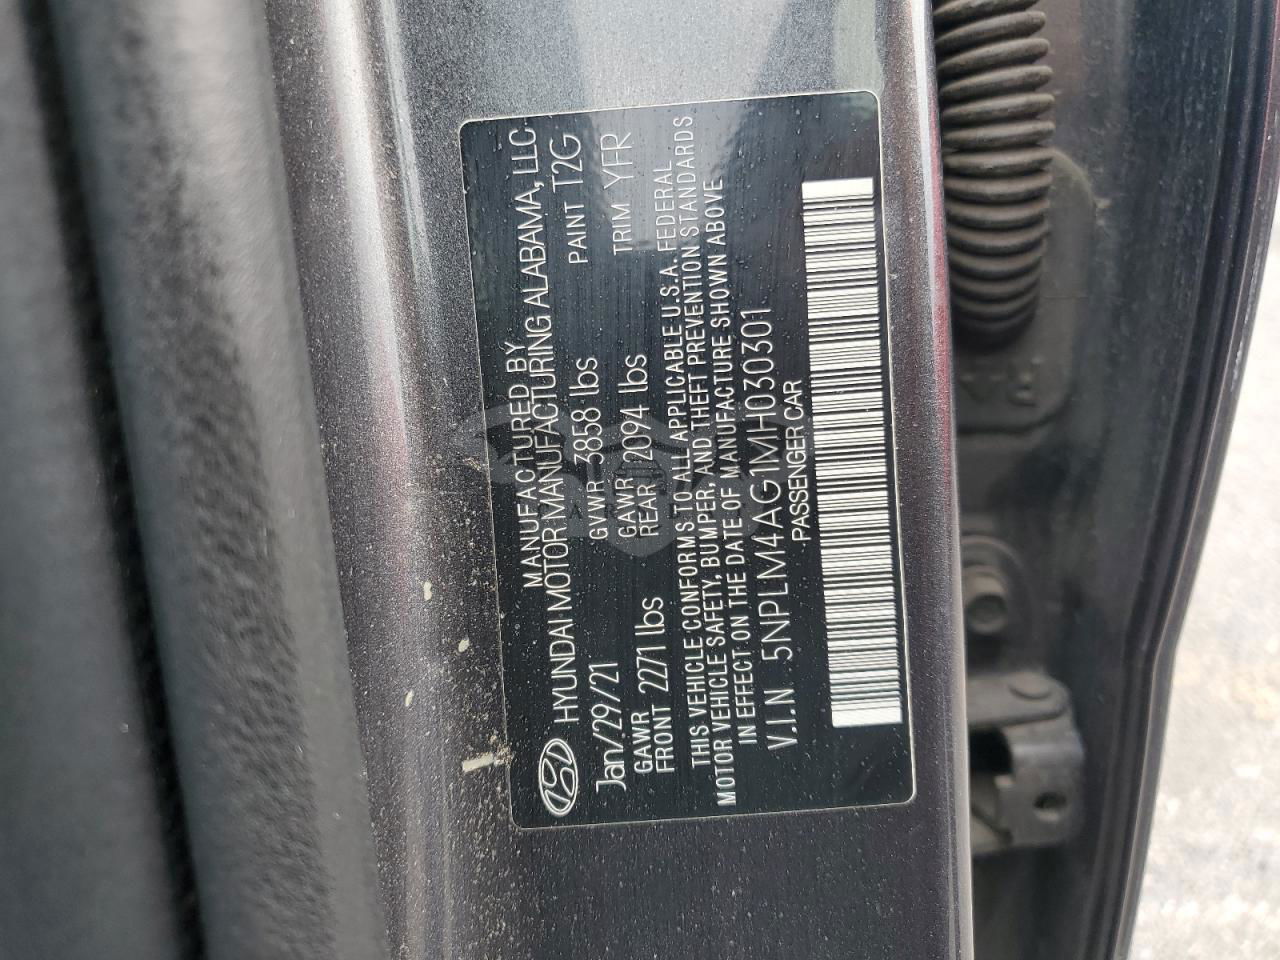 MANUFACTURED BY
HYUNDAI MOTOR MANUFACTURING ALABAMA, LLC
Jan/29/21 GVWR 3858 lbs PAINT T2G
GAWR FRONT 2271 lbs GAWR REAR 2094 lbs TRIM YFR
THIS VEHICLE CONFORMS TO ALL APPLICABLE U.S.A. FEDERAL
MOTOR VEHICLE SAFETY, BUMPER, AND THEFT PREVENTION STANDARDS
IN EFFECT ON THE DATE OF MANUFACTURE SHOWN ABOVE
V.I.N 5NPLM4AG1MH030301
PASSENGER CAR